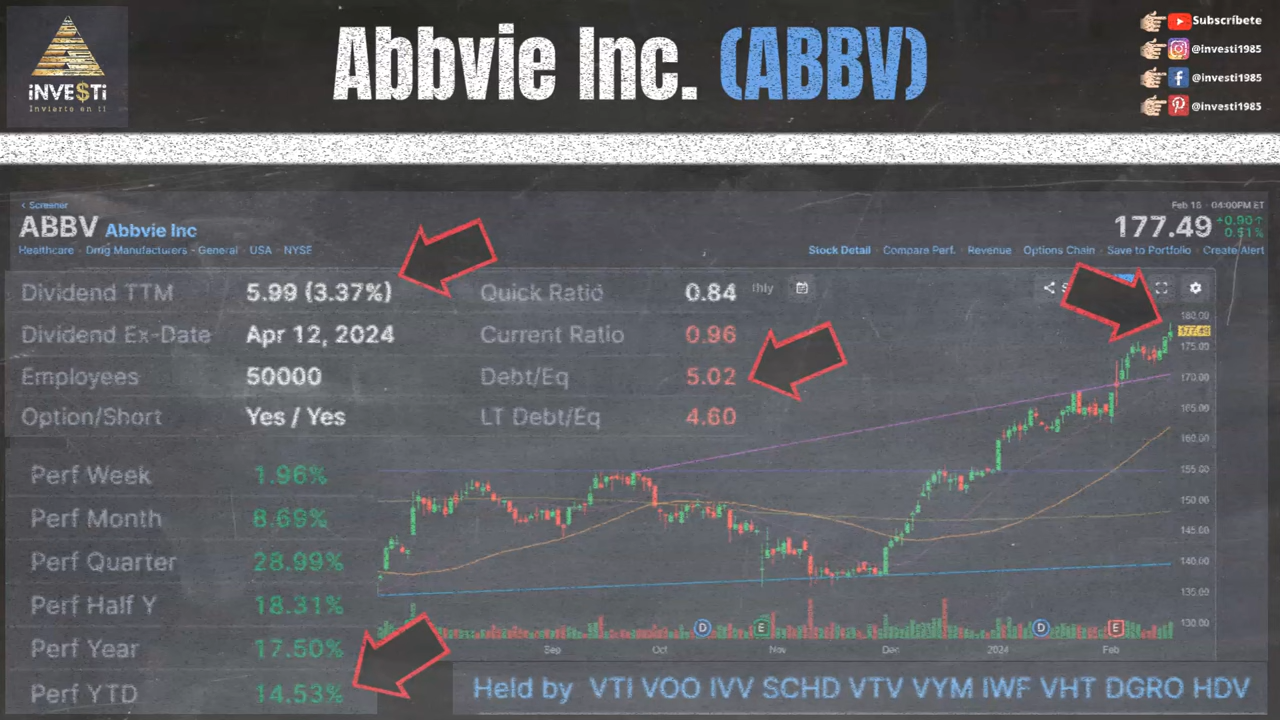 Abbvie Inc. (ABBV)
iNVE$Ti
Invierte en ti
Subscríbete
@investi1985
@investi1985
@investi1985
‹ Screener
ABBV Abbvie Inc
Healthcare · Drug Manufacturers - General · USA · NYSE
Feb 16 · 04:00PM ET
177.49 +0.90↑
0.51%
Stock Detail · Compare Perf. · Revenue · Options Chain · Save to Portfolio · Create Alert
Dividend TTM 5.99 (3.37%) Quick Ratio 0.84
Dividend Ex-Date Apr 12, 2024 Current Ratio 0.96
Employees 50000 Debt/Eq 5.02
Option/Short Yes / Yes LT Debt/Eq 4.60
Perf Week 1.96%
Perf Month 8.69%
Perf Quarter 28.99%
Perf Half Y 18.31%
Perf Year 17.50%
Perf YTD 14.53%
180.00
177.49
175.00
170.00
165.00
160.00
155.00
150.00
145.00
140.00
135.00
130.00
D E D E
Sep Oct Nov Dec 2024 Feb
Held by VTI VOO IVV SCHD VTV VYM IWF VHT DGRO HDV